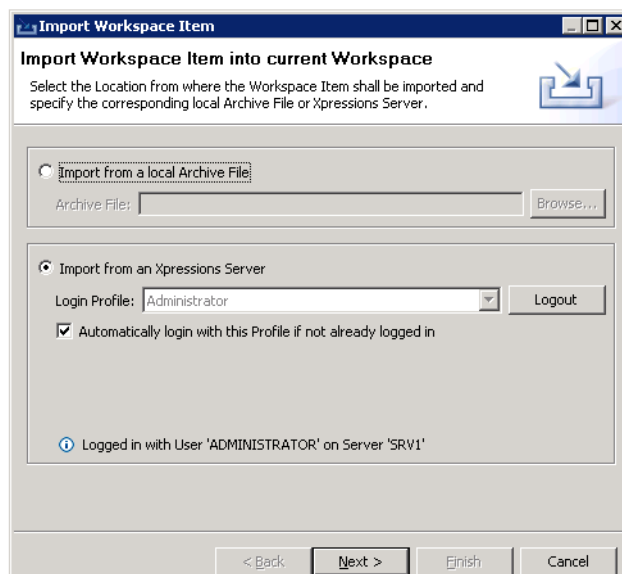 Import Workspace Item
Import Workspace Item into current Workspace
Select the Location from where the Workspace Item shall be imported and
specify the corresponding local Archive File or Xpressions Server.
Import from a local Archive File
Archive File: Browse...
Import from an Xpressions Server
Login Profile: Administrator Logout
Automatically login with this Profile if not already logged in
Logged in with User 'ADMINISTRATOR' on Server 'SRV1'
< Back Next > Finish Cancel